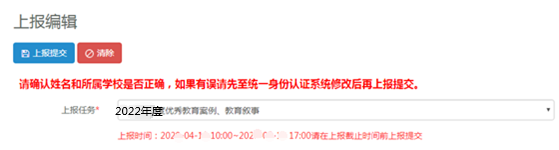 上报编辑
上报提交 清除
请确认姓名和所属学校是否正确，如果有误请先至统一身份认证系统修改后再上报提交。
上报任务* 2022年度优秀教育案例、教育叙事
上报时间：10:00~17:00请在上报截止时间前上报提交